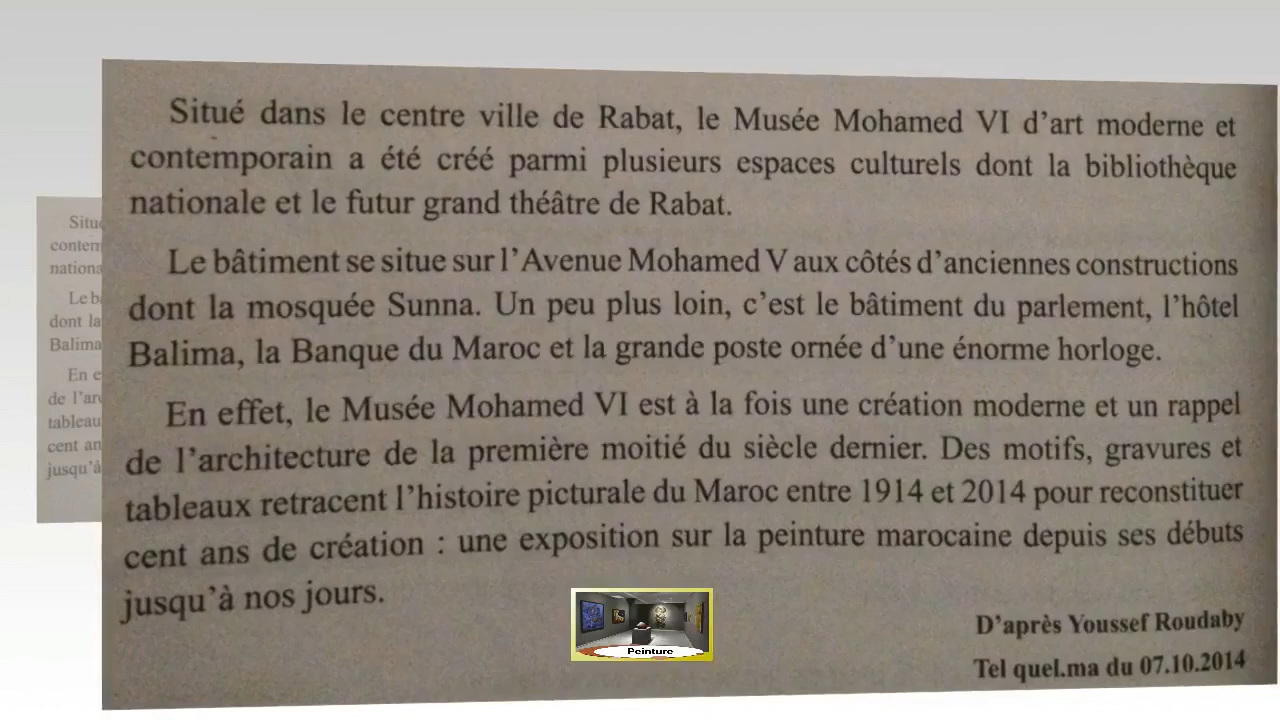 Situé dans le centre ville de Rabat, le Musée Mohamed VI d'art moderne et
contemporain a été créé parmi plusieurs espaces culturels dont la bibliothèque
nationale et le futur grand théâtre de Rabat.
Le bâtiment se situe sur l'Avenue Mohamed V aux côtés d'anciennes constructions
dont la mosquée Sunna. Un peu plus loin, c'est le bâtiment du parlement, l'hôtel
Balima, la Banque du Maroc et la grande poste ornée d'une énorme horloge.
En effet, le Musée Mohamed VI est à la fois une création moderne et un rappel
de l'architecture de la première moitié du siècle dernier. Des motifs, gravures et
tableaux retracent l'histoire picturale du Maroc entre 1914 et 2014 pour reconstituer
cent ans de création : une exposition sur la peinture marocaine depuis ses débuts
jusqu'à nos jours.
Peinture
D'après Youssef Roudaby
Tel quel.ma du 07.10.2014